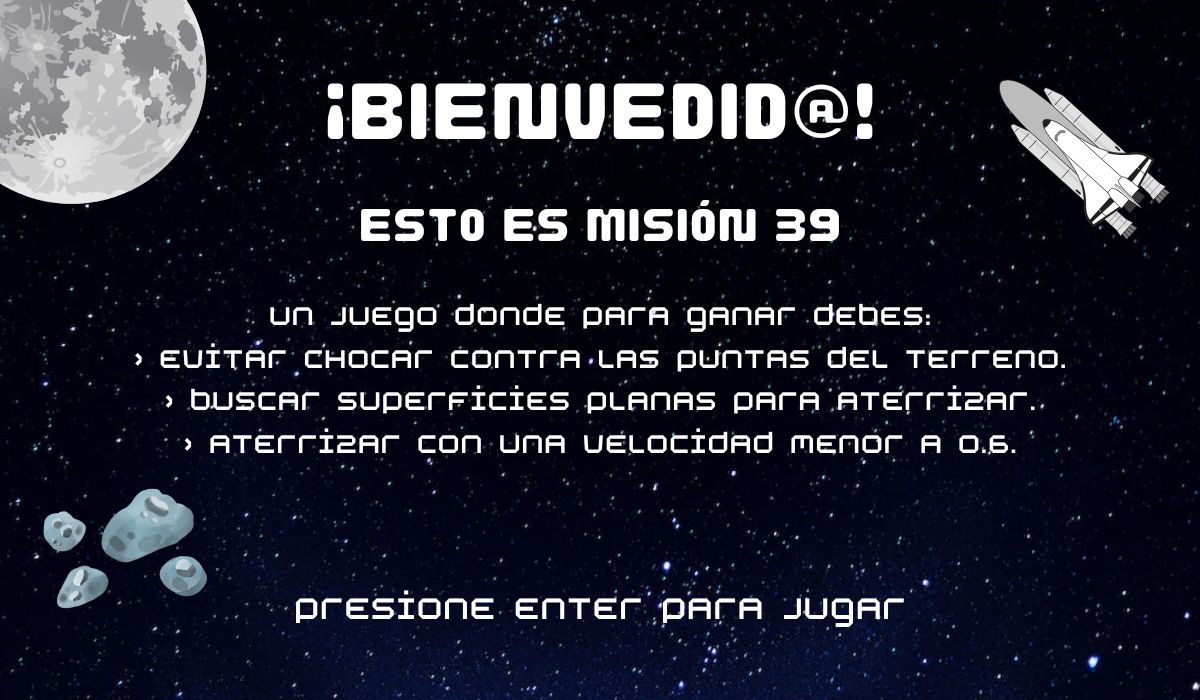 ¡BIENVEDID@!
ESTO ES MISIÓN 39
un juego donde para ganar debes:
> Evitar chocar contra las puntas del terreno.
> Buscar superficies planas para aterrizar.
> Aterrizar con una velocidad menor a 0.6.
Presione enter para jugar